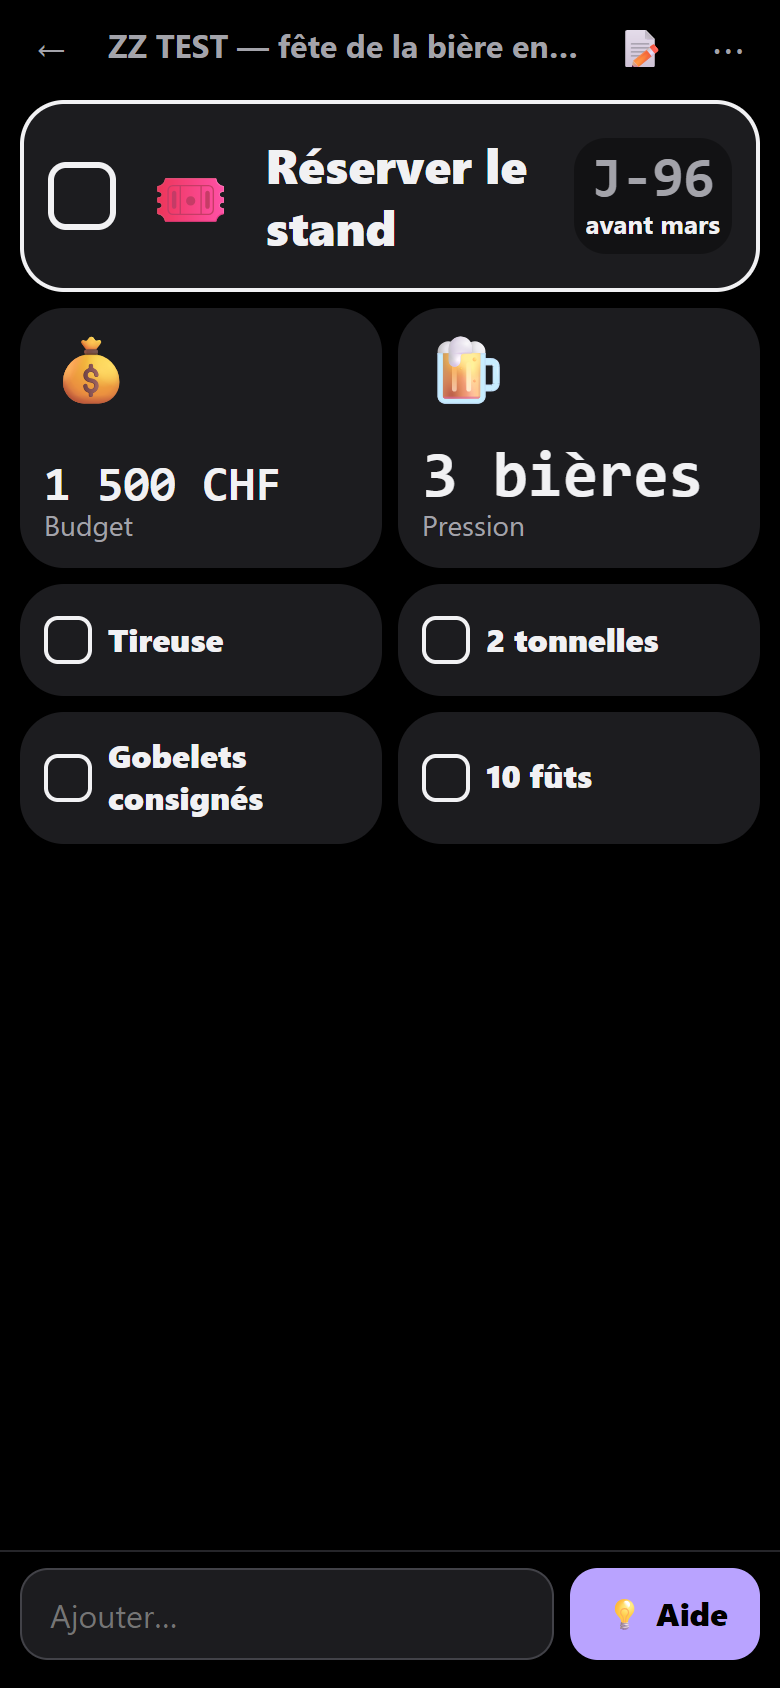 ZZ TEST — fête de la bière en...
Réserver le
stand
J-96
avant mars
1 500 CHF
Budget
3 bières
Pression
Tireuse
2 tonnelles
Gobelets
consignés
10 fûts
Ajouter...
Aide